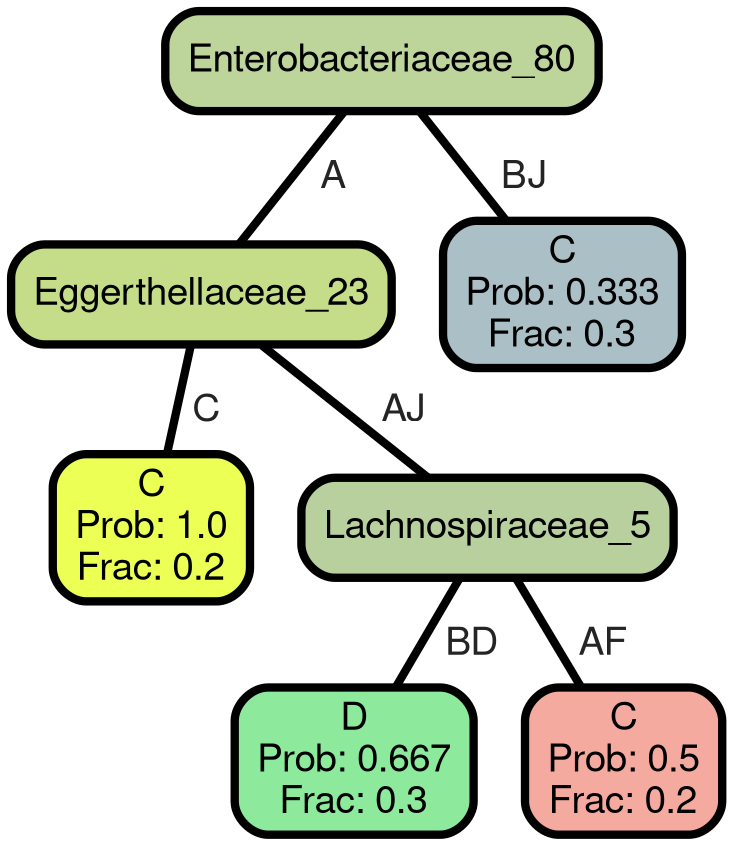 Enterobacteriaceae_80
A
BJ
C
Prob: 0.333
Frac: 0.3
Eggerthellaceae_23
C
AJ
C
Prob: 1.0
Frac: 0.2
Lachnospiraceae_5
BD
AF
D
Prob: 0.667
Frac: 0.3
C
Prob: 0.5
Frac: 0.2